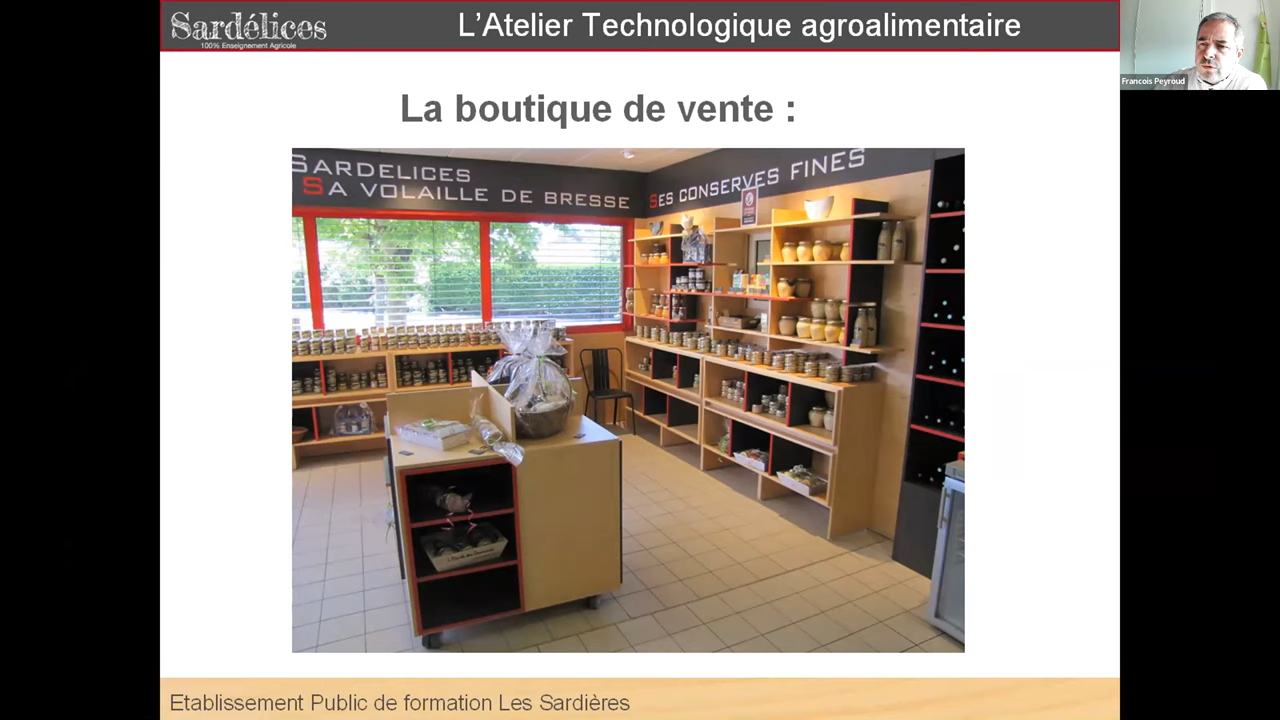 Sardélices
100% Enseignement Agricole
L'Atelier Technologique agroalimentaire
Francois Peyroud
La boutique de vente :
SARDELICES
SA VOLAILLE DE BRESSE
SES CONSERVES FINES
Etablissement Public de formation Les Sardières